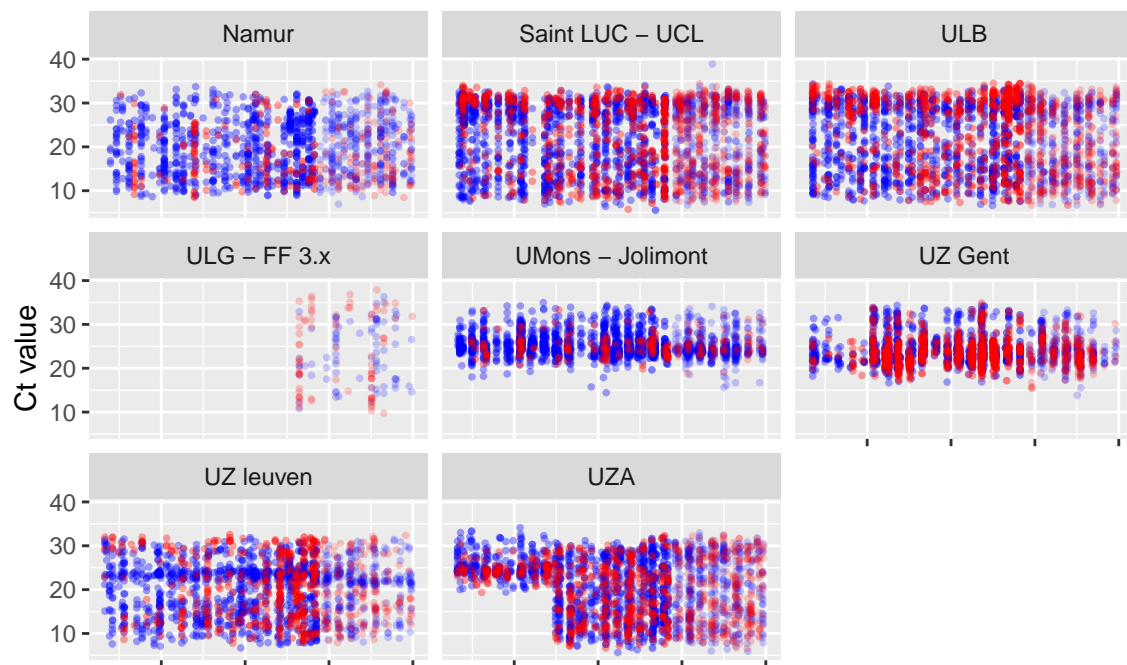 Namur
Saint LUC − UCL
ULB
40
30
20
10
ULG − FF 3.x
UMons − Jolimont
UZ Gent
40
30
20
10
Ct value
UZ leuven
UZA
40
30
20
10